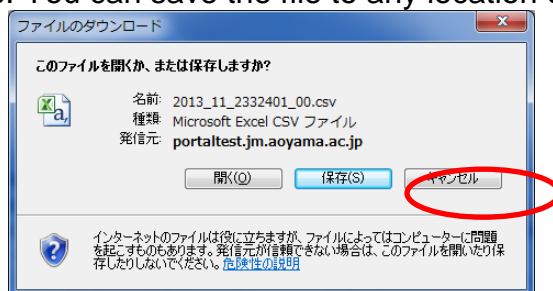 You can save the file to any location
ファイルのダウンロード
このファイルを開くか、または保存しますか?
名前: 2013_11_2332401_00.csv
種類: Microsoft Excel CSV ファイル
発信元: portaltest.jm.aoyama.ac.jp
開く(O) 保存(S) キャンセル
インターネットのファイルは役に立ちますが、ファイルによってはコンピューターに問題
を起こすものもあります。発信元が信頼できない場合は、このファイルを開いたり保
存したりしないでください。危険性の説明